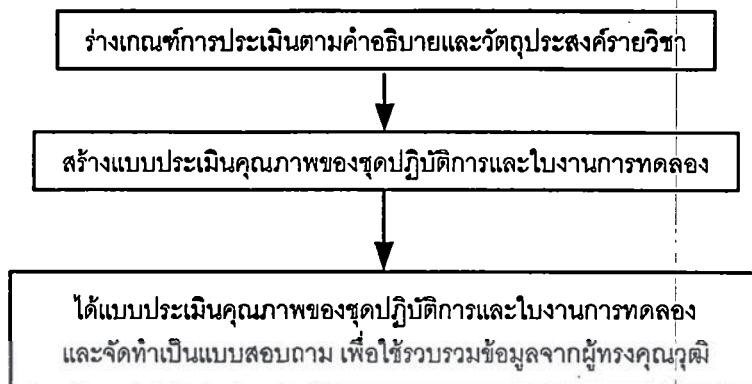 ร่างเกณฑ์การประเมินตามคำอธิบายและวัตถุประสงค์รายวิชา
สร้างแบบประเมินคุณภาพของชุดปฏิบัติการและใบงานการทดลอง
ได้แบบประเมินคุณภาพของชุดปฏิบัติการและใบงานการทดลอง
และจัดทำเป็นแบบสอบถาม เพื่อใช้รวบรวมข้อมูลจากผู้ทรงคุณวุฒิ